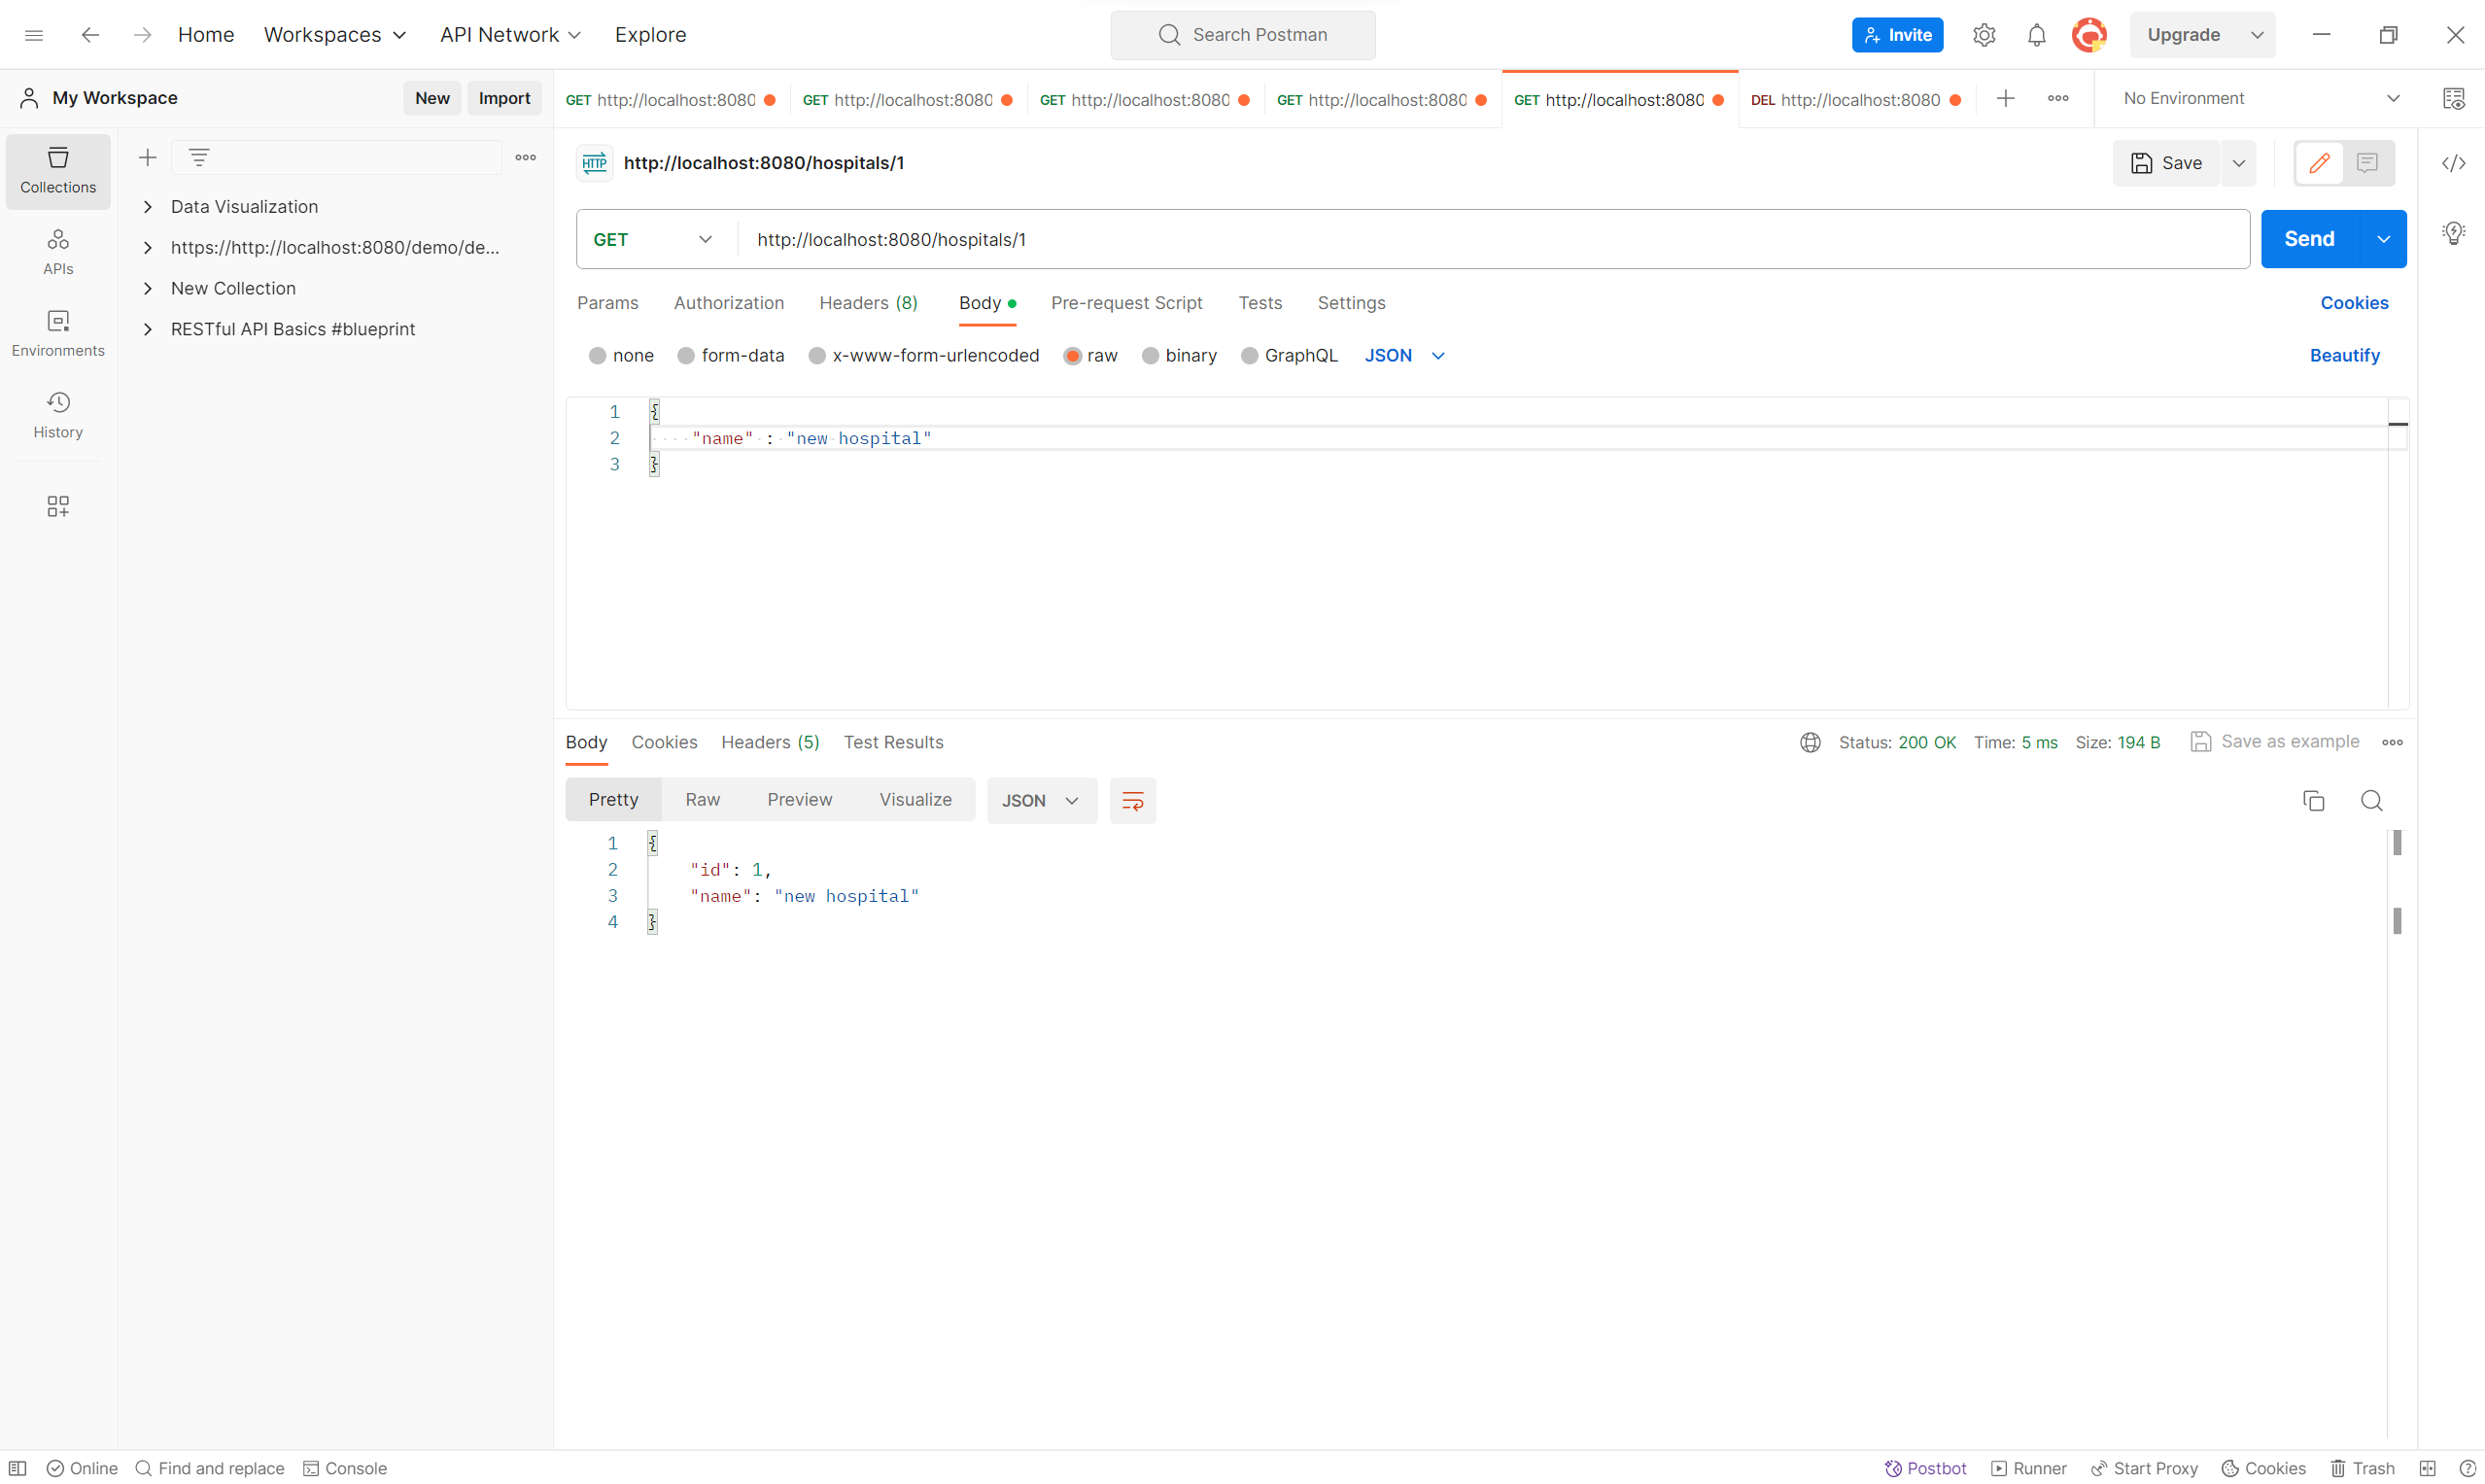 Home Workspaces API Network Explore Search Postman Invite Upgrade
My Workspace New Import GET http://localhost:8080 GET http://localhost:8080 GET http://localhost:8080 GET http://localhost:8080 GET http://localhost:8080 DEL http://localhost:8080 No Environment
Collections
APIs
Environments
History
Data Visualization
https://http://localhost:8080/demo/de...
New Collection
RESTful API Basics #blueprint
HTTP http://localhost:8080/hospitals/1 Save
GET http://localhost:8080/hospitals/1 Send
Params Authorization Headers (8) Body Pre-request Script Tests Settings Cookies
none form-data x-www-form-urlencoded raw binary GraphQL JSON Beautify
1 {
2 "name" : "new hospital"
3 }
Body Cookies Headers (5) Test Results Status: 200 OK Time: 5 ms Size: 194 B Save as example
Pretty Raw Preview Visualize JSON
1 {
2 "id": 1,
3 "name": "new hospital"
4 }
Online Find and replace Console Postbot Runner Start Proxy Cookies Trash